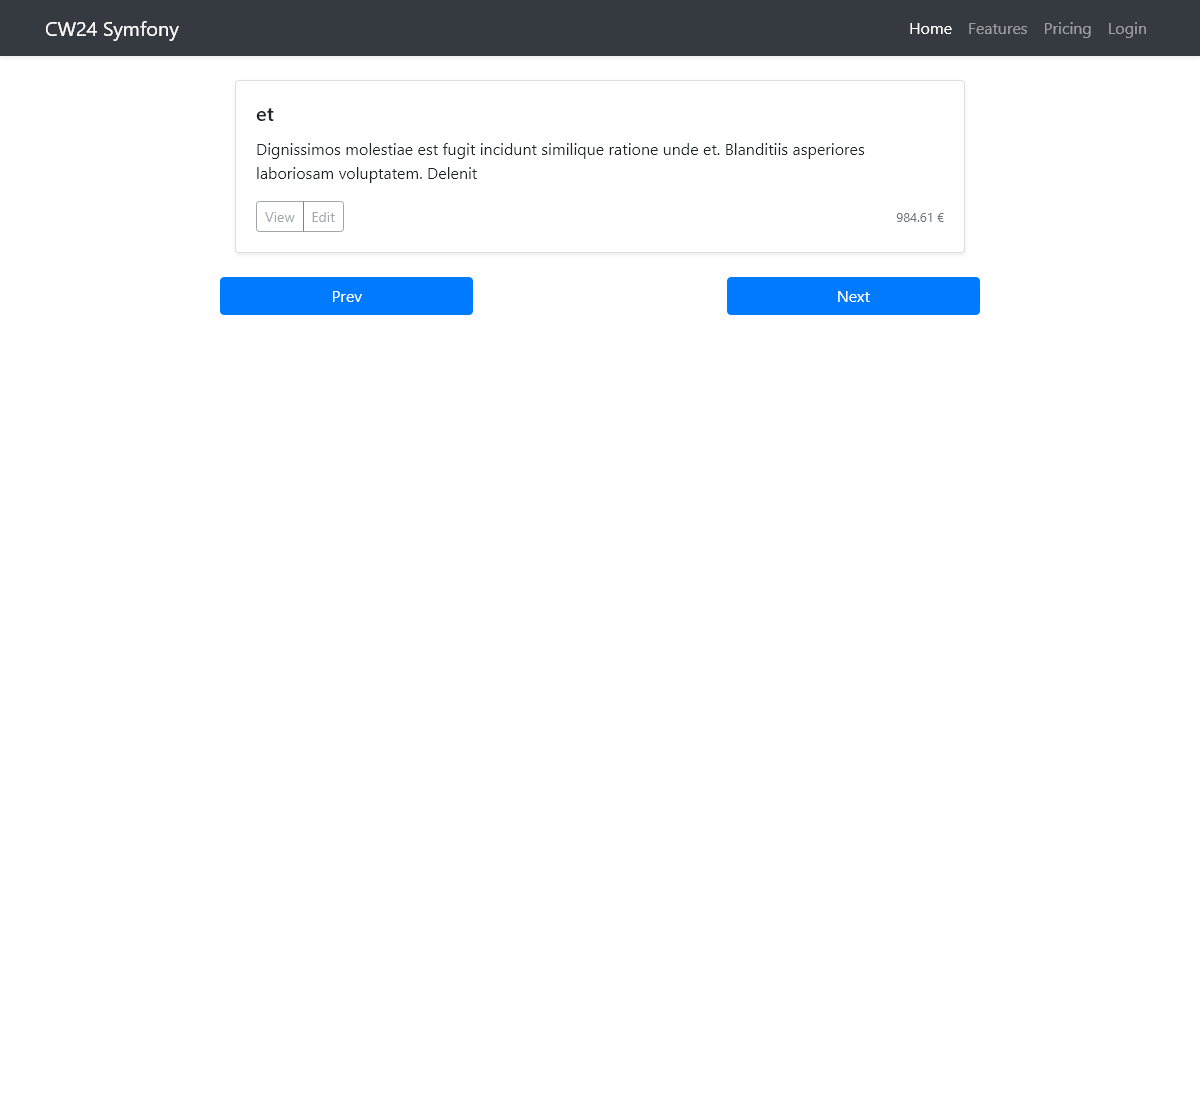 CW24 Symfony
Home Features Pricing Login
et
Dignissimos molestiae est fugit incidunt similique ratione unde et. Blanditiis asperiores
laboriosam voluptatem. Delenit
View Edit 984.61 €
Prev Next